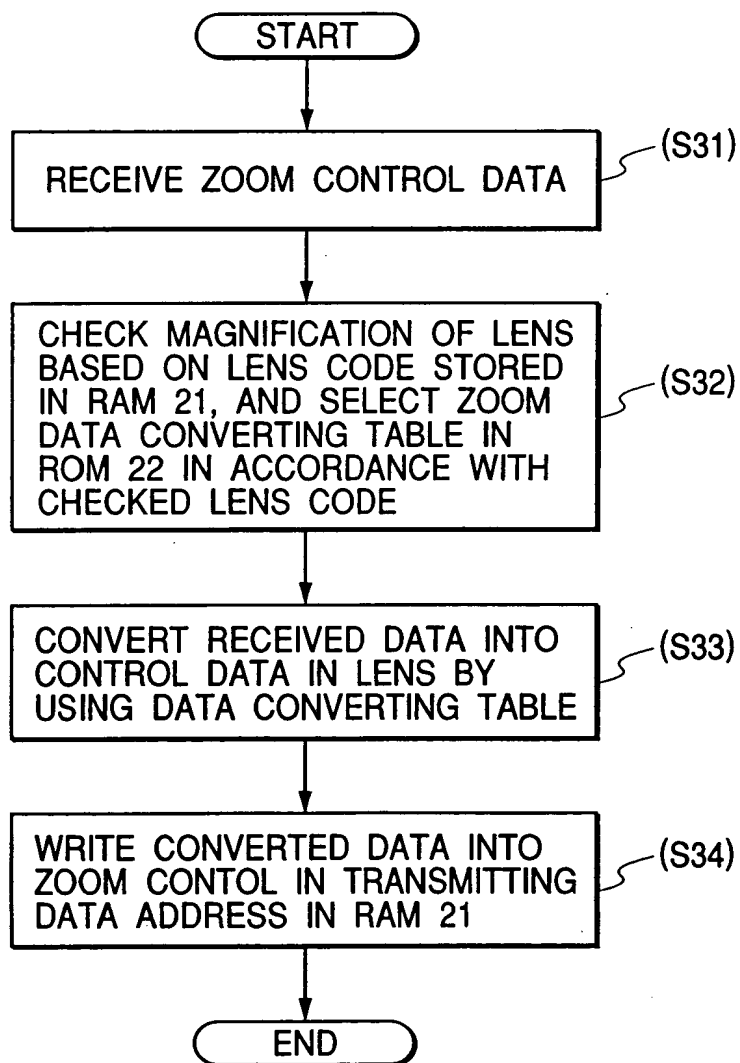 START
RECEIVE ZOOM CONTROL DATA
(S31)
CHECK MAGNIFICATION OF LENS
BASED ON LENS CODE STORED
IN RAM 21, AND SELECT ZOOM
DATA CONVERTING TABLE IN
ROM 22 IN ACCORDANCE WITH
CHECKED LENS CODE
(S32)
CONVERT RECEIVED DATA INTO
CONTROL DATA IN LENS BY
USING DATA CONVERTING TABLE
(S33)
WRITE CONVERTED DATA INTO
ZOOM CONTOL IN TRANSMITTING
DATA ADDRESS IN RAM 21
(S34)
END